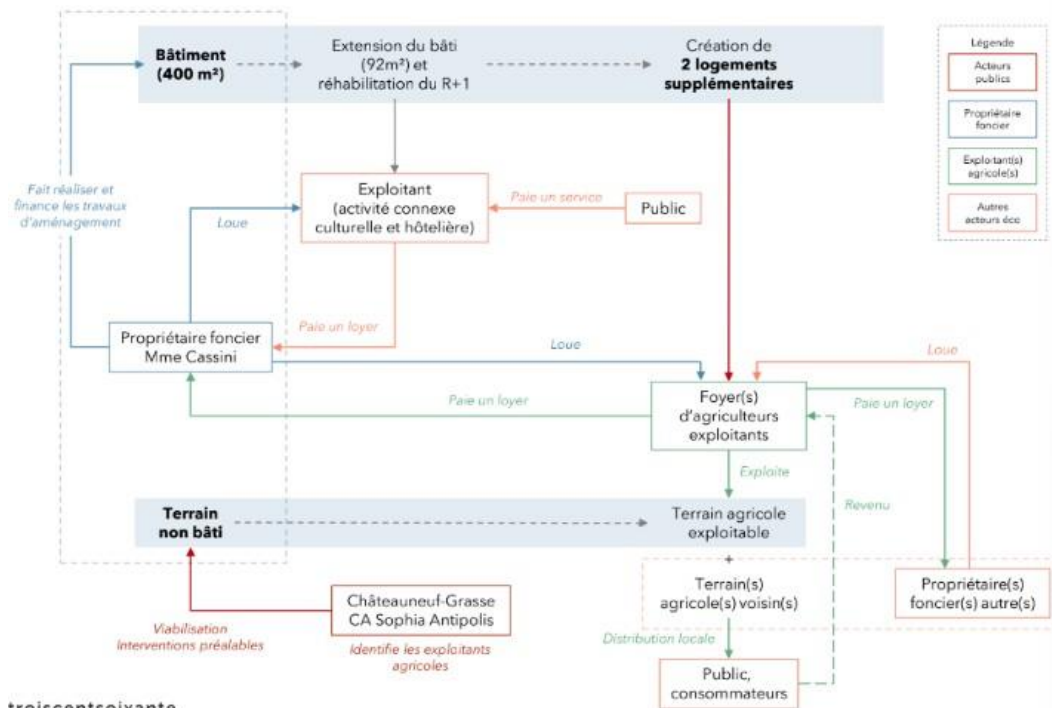 Bâtiment
(400 m²)
Extension du bâti
(92m²) et
réhabilitation du R+1
Création de
2 logements
supplémentaires
Légende
Acteurs
publics
Propriétaire
foncier
Exploitant(s)
agricole(s)
Autres
acteurs éco
Fait réaliser et
finance les travaux
d'aménagement
Loue
Exploitant
(activité connexe
culturelle et hôtelière)
Paie un service
Public
Paie un loyer
Propriétaire foncier
Mme Cassini
Loue
Loue
Paie un loyer
Foyer(s)
d'agriculteurs
exploitants
Paie un loyer
Exploite
Revenu
Terrain
non bâti
Terrain agricole
exploitable
+
Terrain(s)
agricole(s) voisin(s)
Propriétaire(s)
foncier(s) autre(s)
Châteauneuf-Grasse
CA Sophia Antipolis
Viabilisation
Interventions préalables
Identifie les exploitants
agricoles
Distribution locale
Public,
consommateurs
troiscentsoixante